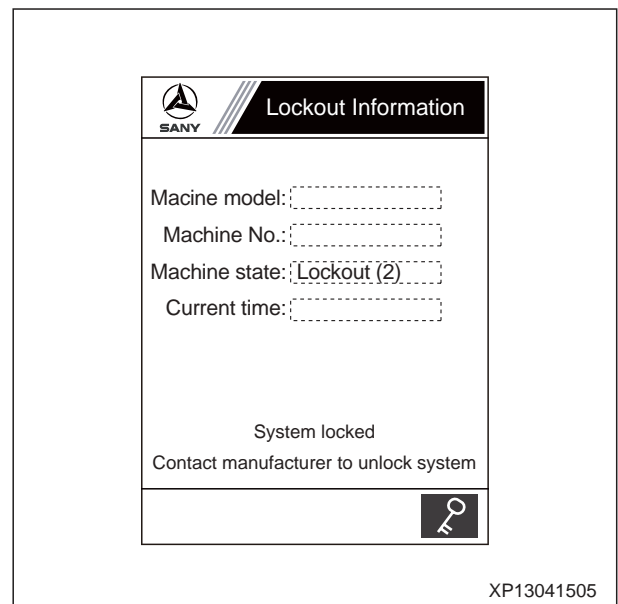 SANY
Lockout Information
Macine model:
Machine No.:
Machine state: Lockout (2)
Current time:
System locked
Contact manufacturer to unlock system
XP13041505